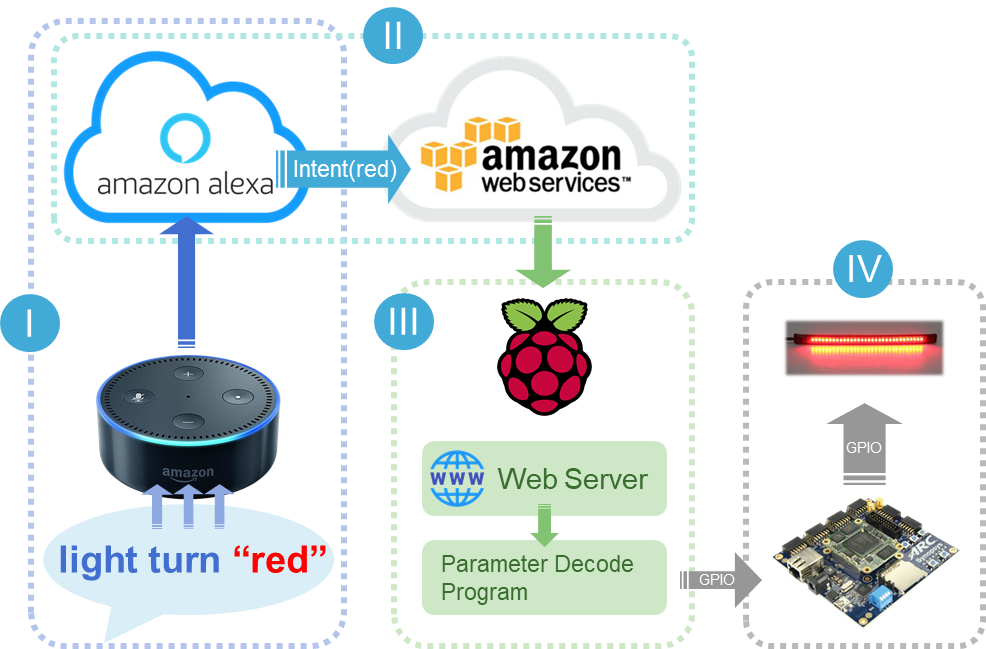 I
II
amazon alexa
Intent(red)
amazon
web services™
amazon
light turn “red”
III
WWW
Web Server
Parameter Decode
Program
GPIO
IV
GPIO
ARC
Synopsys